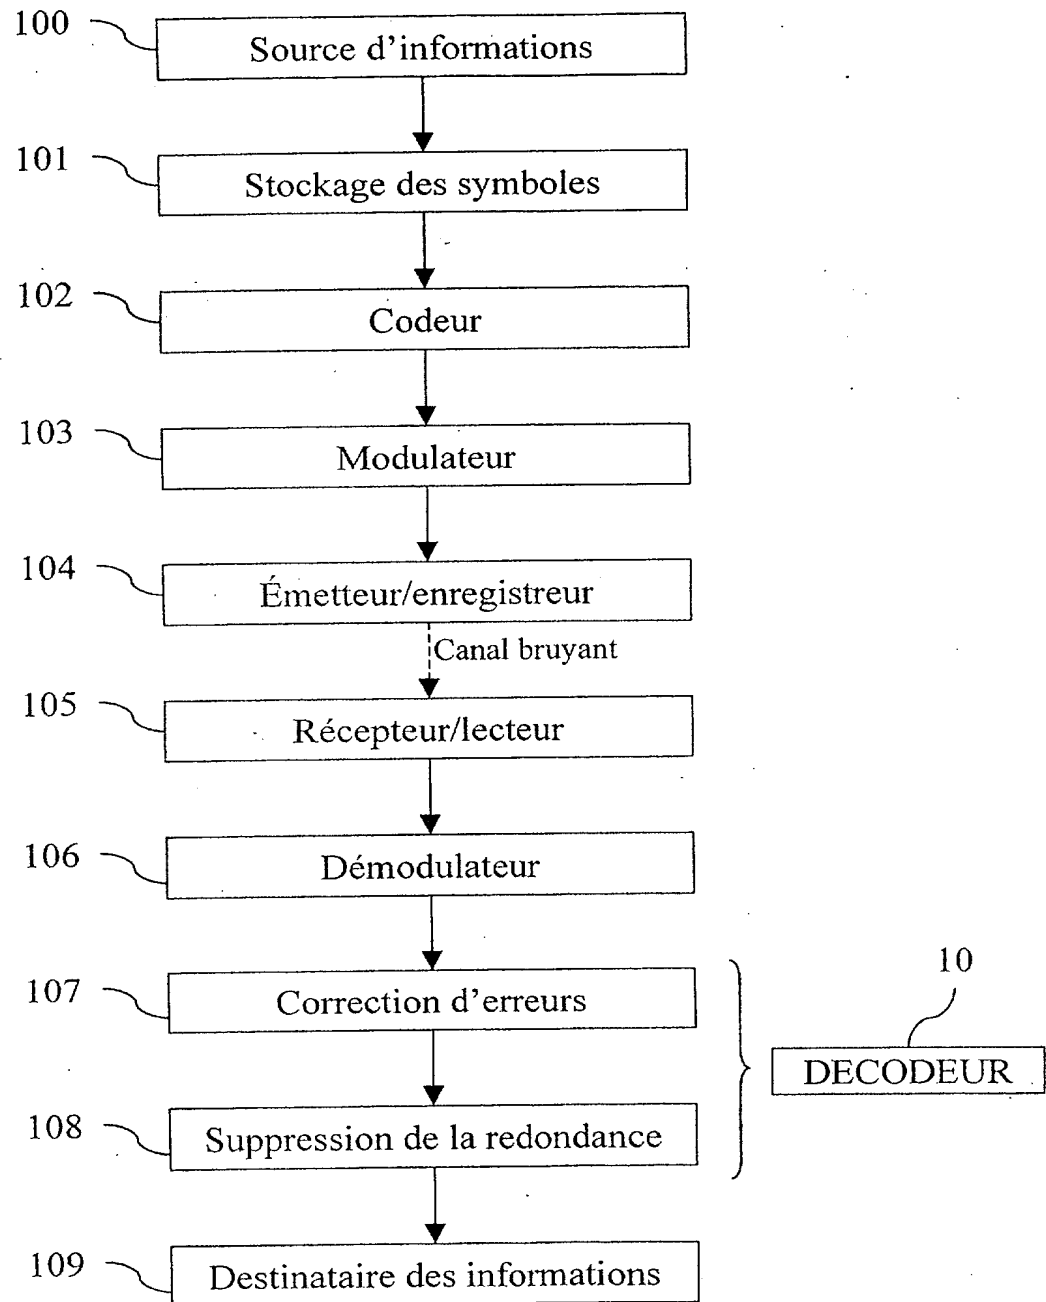 100
Source d'informations
101
Stockage des symboles
102
Codeur
103
Modulateur
104
Émetteur/enregistreur
Canal bruyant
105
Récepteur/lecteur
106
Démodulateur
107
Correction d'erreurs
10
DECODEUR
108
Suppression de la redondance
109
Destinataire des informations